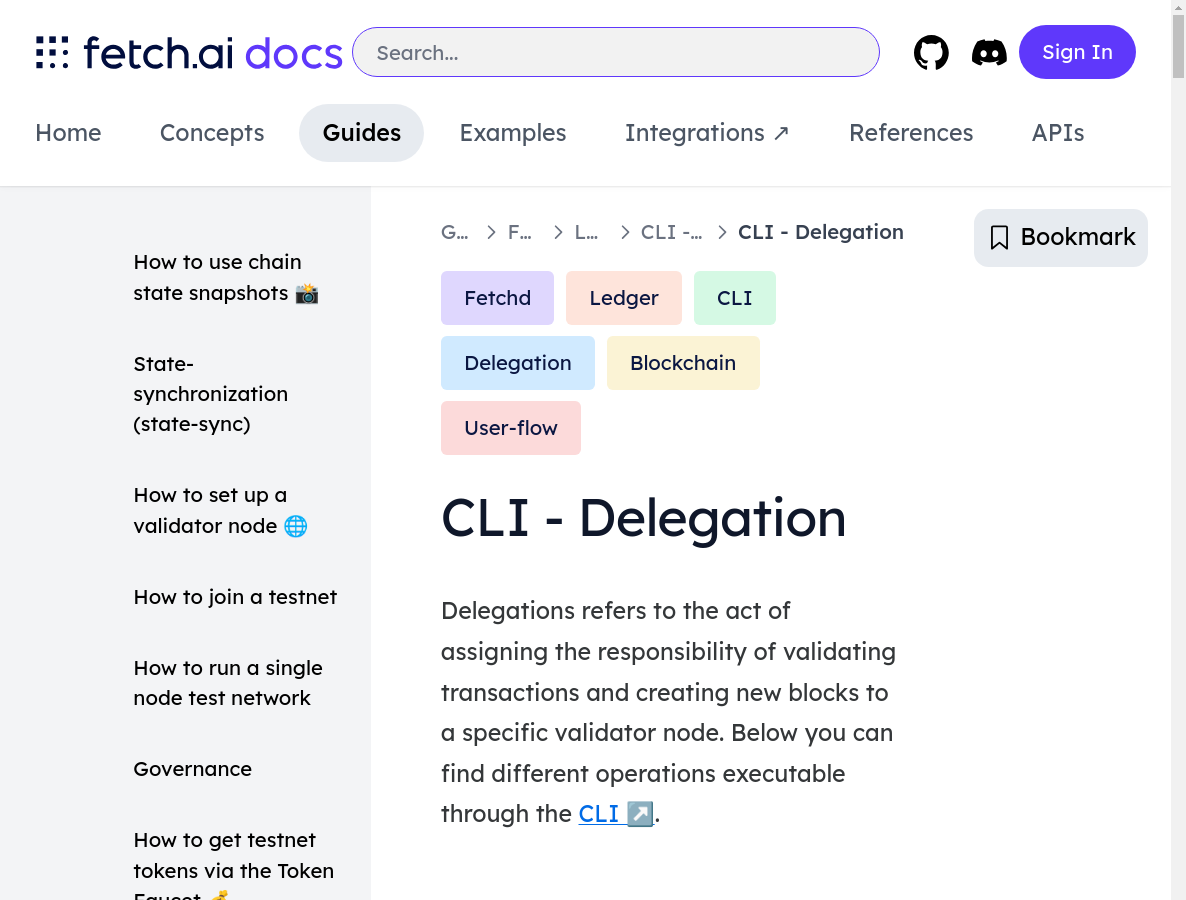 fetch.ai docs
Search...
Sign In
Home
Concepts
Guides
Examples
Integrations ↗
References
APIs
How to use chain
state snapshots 📸
State-
synchronization
(state-sync)
How to set up a
validator node 🌐
How to join a testnet
How to run a single
node test network
Governance
How to get testnet
tokens via the Token
Faucet 💰
G... > F... > L... > CLI -... > CLI - Delegation
Bookmark
Fetchd
Ledger
CLI
Delegation
Blockchain
User-flow
CLI - Delegation
Delegations refers to the act of
assigning the responsibility of validating
transactions and creating new blocks to
a specific validator node. Below you can
find different operations executable
through the CLI ↗️.